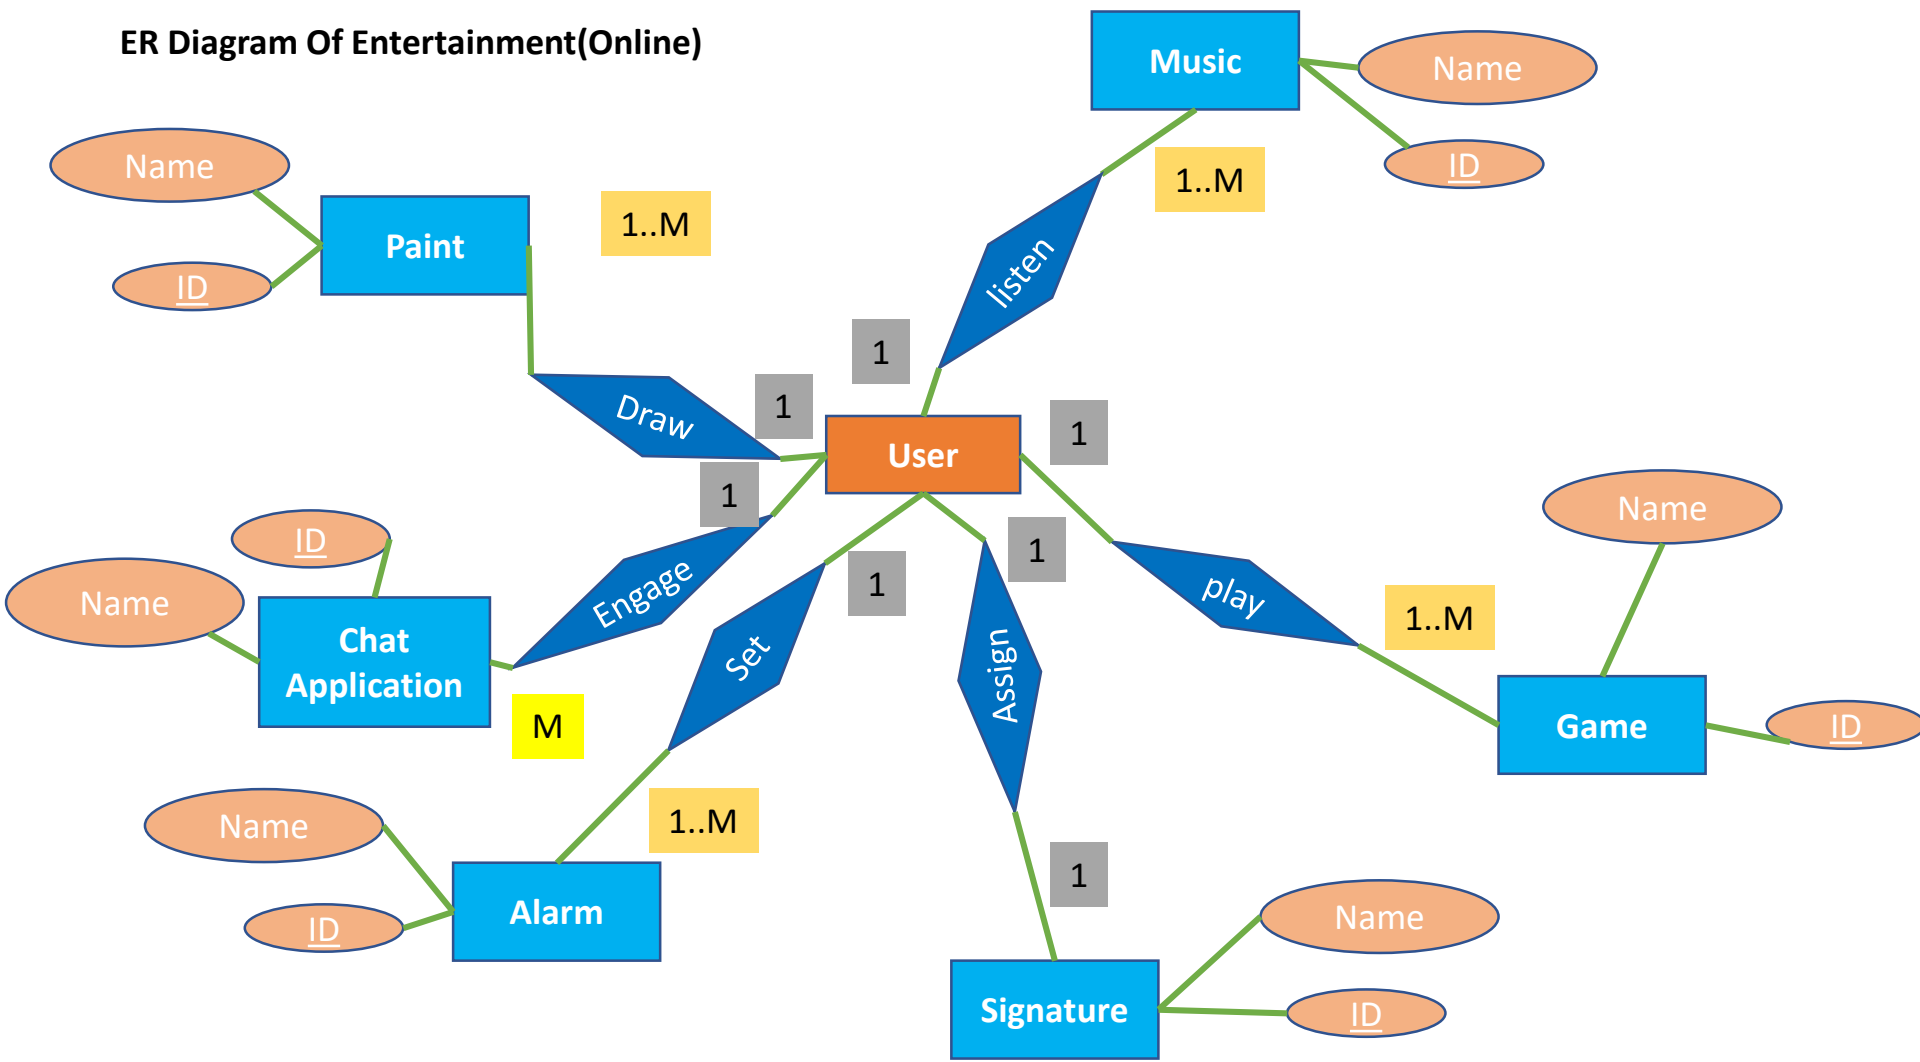 ER Diagram Of Entertainment(Online)
Music
Name
ID
1..M
listen
1
Name
ID
Paint
1..M
Draw
1
User
1
play
1..M
Name
Game
ID
1
Engage
ID
Name
Chat
Application
M
1
Set
1..M
Name
ID
Alarm
1
Assign
1
Signature
Name
ID